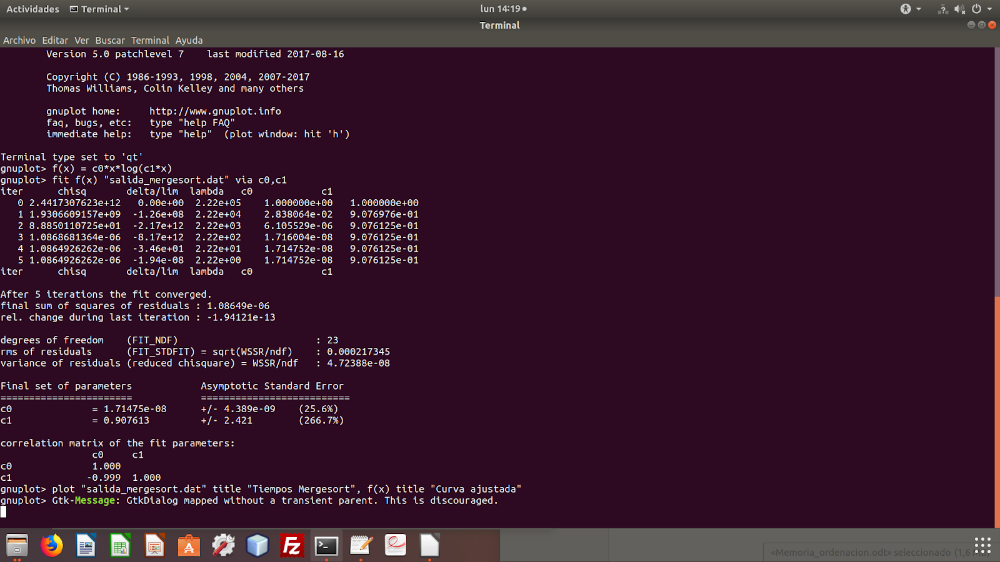 Actividades Terminal lun 14:19
Terminal
Archivo Editar Ver Buscar Terminal Ayuda
Version 5.0 patchlevel 7 last modified 2017-08-16
Copyright (C) 1986-1993, 1998, 2004, 2007-2017
Thomas Williams, Colin Kelley and many others
gnuplot home: http://www.gnuplot.info
faq, bugs, etc: type "help FAQ"
immediate help: type "help" (plot window: hit 'h')
Terminal type set to 'qt'
gnuplot> f(x) = c0*x*log(c1*x)
gnuplot> fit f(x) "salida_mergesort.dat" via c0,c1
iter chisq delta/lim lambda c0 c1
0 2.4417307623e+12 0.00e+00 2.22e+05 1.000000e+00 1.000000e+00
1 1.9306609157e+09 -1.26e+08 2.22e+04 2.838064e-02 9.076976e-01
2 8.8850110725e+01 -2.17e+12 2.22e+03 6.105529e-06 9.076125e-01
3 1.0868681364e-06 -8.17e+12 2.22e+02 1.716004e-08 9.076125e-01
4 1.0864926262e-06 -3.46e+01 2.22e+01 1.714752e-08 9.076125e-01
5 1.0864926262e-06 -1.94e-08 2.22e+00 1.714752e-08 9.076125e-01
iter chisq delta/lim lambda c0 c1
After 5 iterations the fit converged.
final sum of squares of residuals : 1.08649e-06
rel. change during last iteration : -1.94121e-13
degrees of freedom (FIT_NDF) : 23
rms of residuals (FIT_STDFIT) = sqrt(WSSR/ndf) : 0.000217345
variance of residuals (reduced chisquare) = WSSR/ndf : 4.72388e-08
Final set of parameters Asymptotic Standard Error
======================= ==========================
c0 = 1.71475e-08 +/- 4.389e-09 (25.6%)
c1 = 0.907613 +/- 2.421 (266.7%)
correlation matrix of the fit parameters:
c0 c1
c0 1.000
c1 -0.999 1.000
gnuplot> plot "salida_mergesort.dat" title "Tiempos Mergesort", f(x) title "Curva ajustada"
gnuplot> Gtk-Message: GtkDialog mapped without a transient parent. This is discouraged.
«Memoria_ordenacion.odt» seleccionado (1,6 MB)